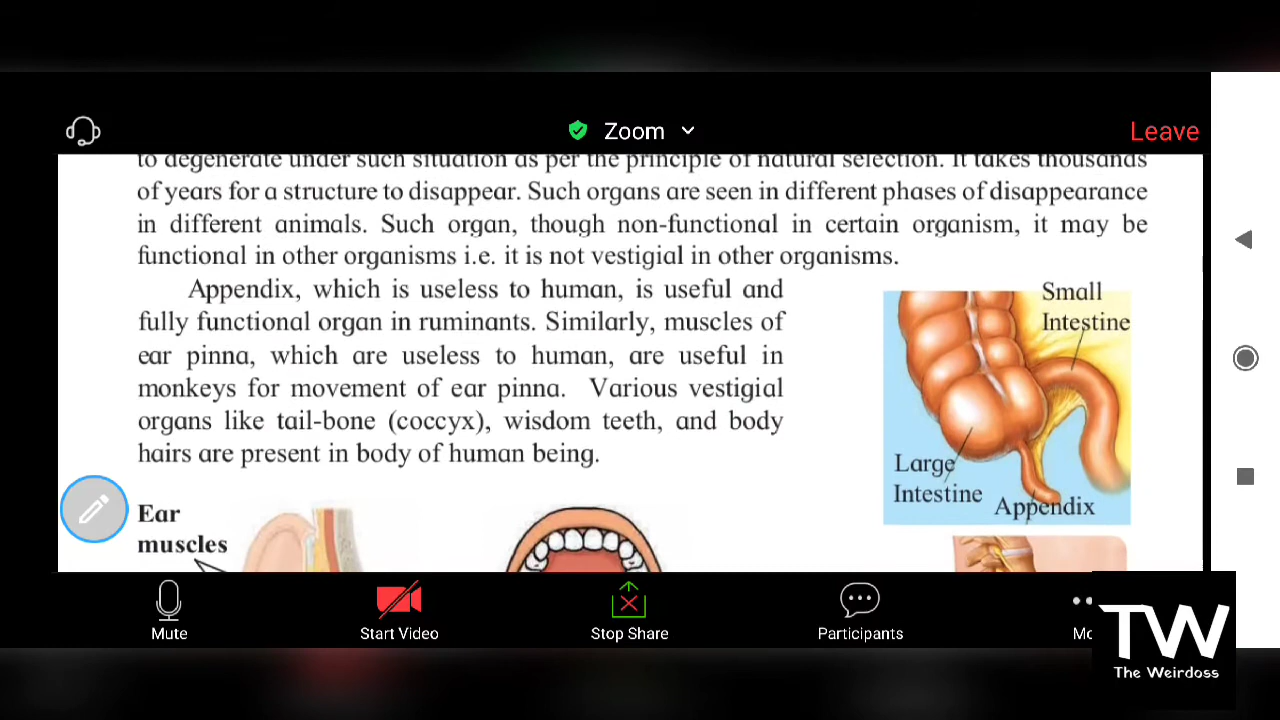 Zoom
Leave
to degenerate under such situation as per the principle of natural selection. It takes thousands
of years for a structure to disappear. Such organs are seen in different phases of disappearance
in different animals. Such organ, though non-functional in certain organism, it may be
functional in other organisms i.e. it is not vestigial in other organisms.
Appendix, which is useless to human, is useful and
fully functional organ in ruminants. Similarly, muscles of
ear pinna, which are useless to human, are useful in
monkeys for movement of ear pinna. Various vestigial
organs like tail-bone (coccyx), wisdom teeth, and body
hairs are present in body of human being.
Small
Intestine
Large
Intestine
Appendix
Ear
muscles
Mute
Start Video
Stop Share
Participants
TW
The Weirdoss